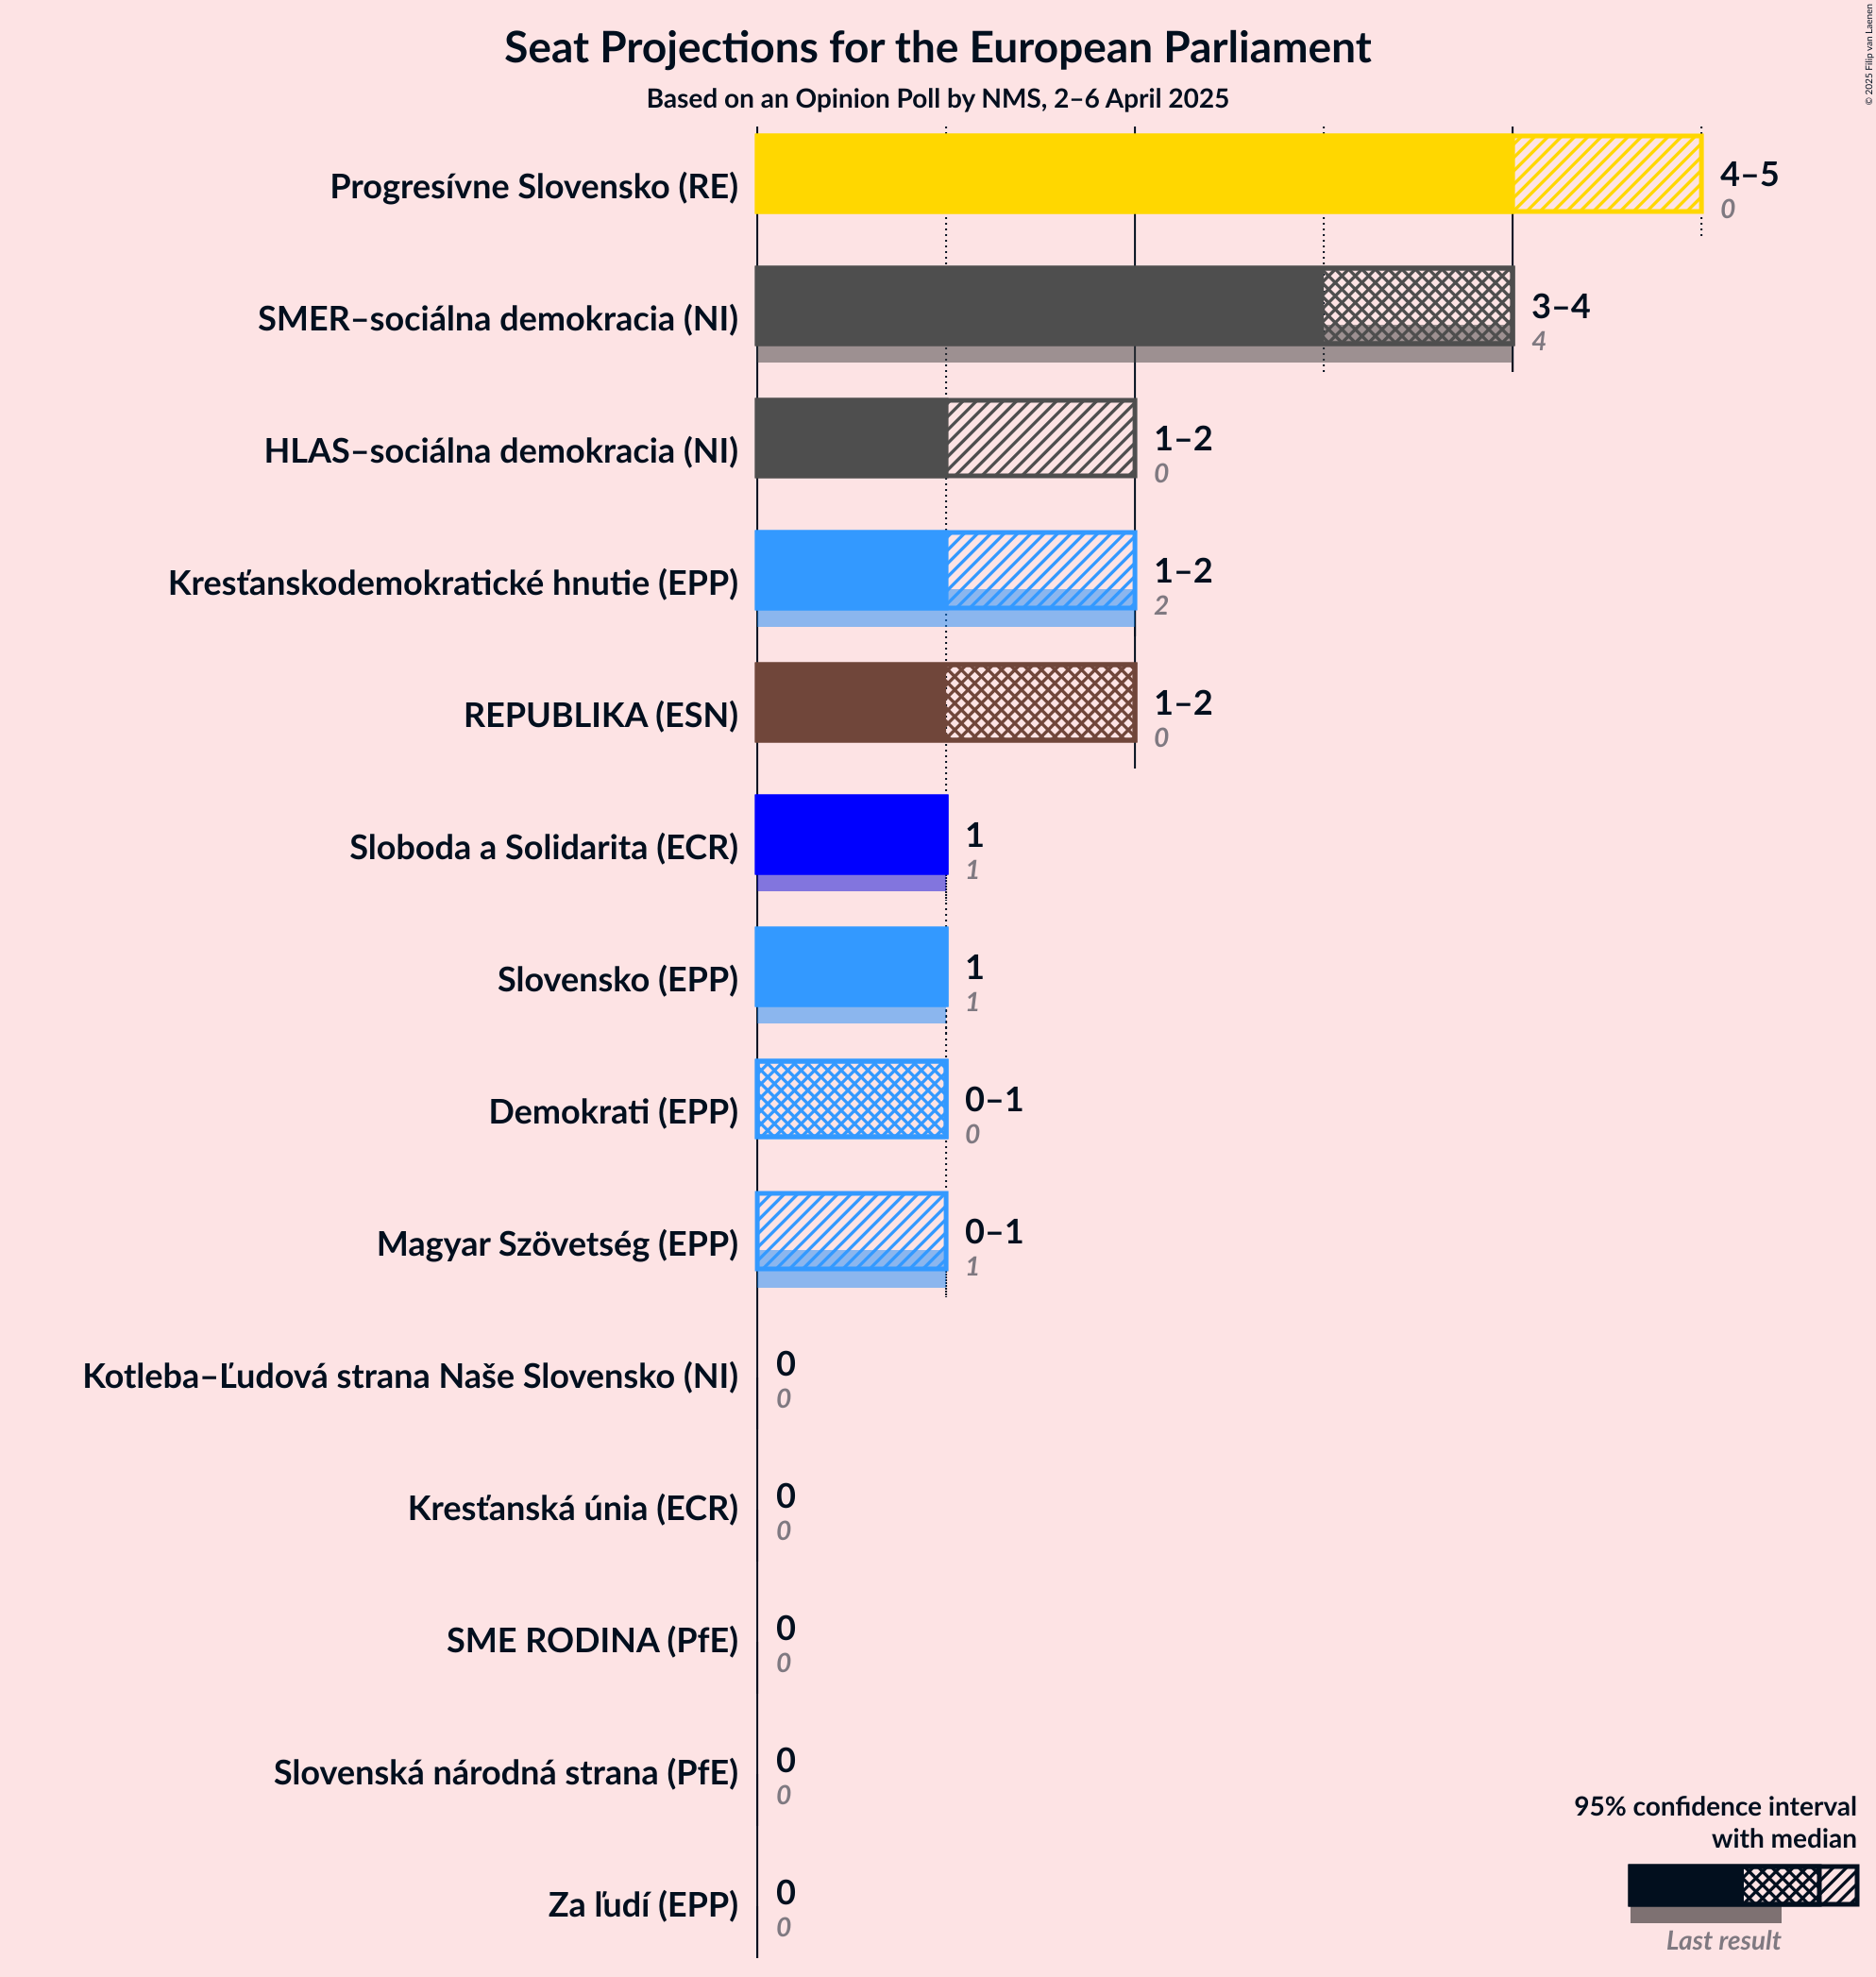 Seat Projections for the European Parliament
Based on an Opinion Poll by NMS, 2–6 April 2025
© 2025 Filip van Laenen
Progresívne Slovensko (RE)
4–5
0
SMER–sociálna demokracia (NI)
3–4
4
HLAS–sociálna demokracia (NI)
1–2
0
Kresťanskodemokratické hnutie (EPP)
1–2
2
REPUBLIKA (ESN)
1–2
0
Sloboda a Solidarita (ECR)
1
1
Slovensko (EPP)
1
1
Demokrati (EPP)
0–1
0
Magyar Szövetség (EPP)
0–1
1
Kotleba–Ľudová strana Naše Slovensko (NI)
0
0
Kresťanská únia (ECR)
0
0
SME RODINA (PfE)
0
0
Slovenská národná strana (PfE)
0
0
Za ľudí (EPP)
0
0
95% confidence interval
with median
Last result